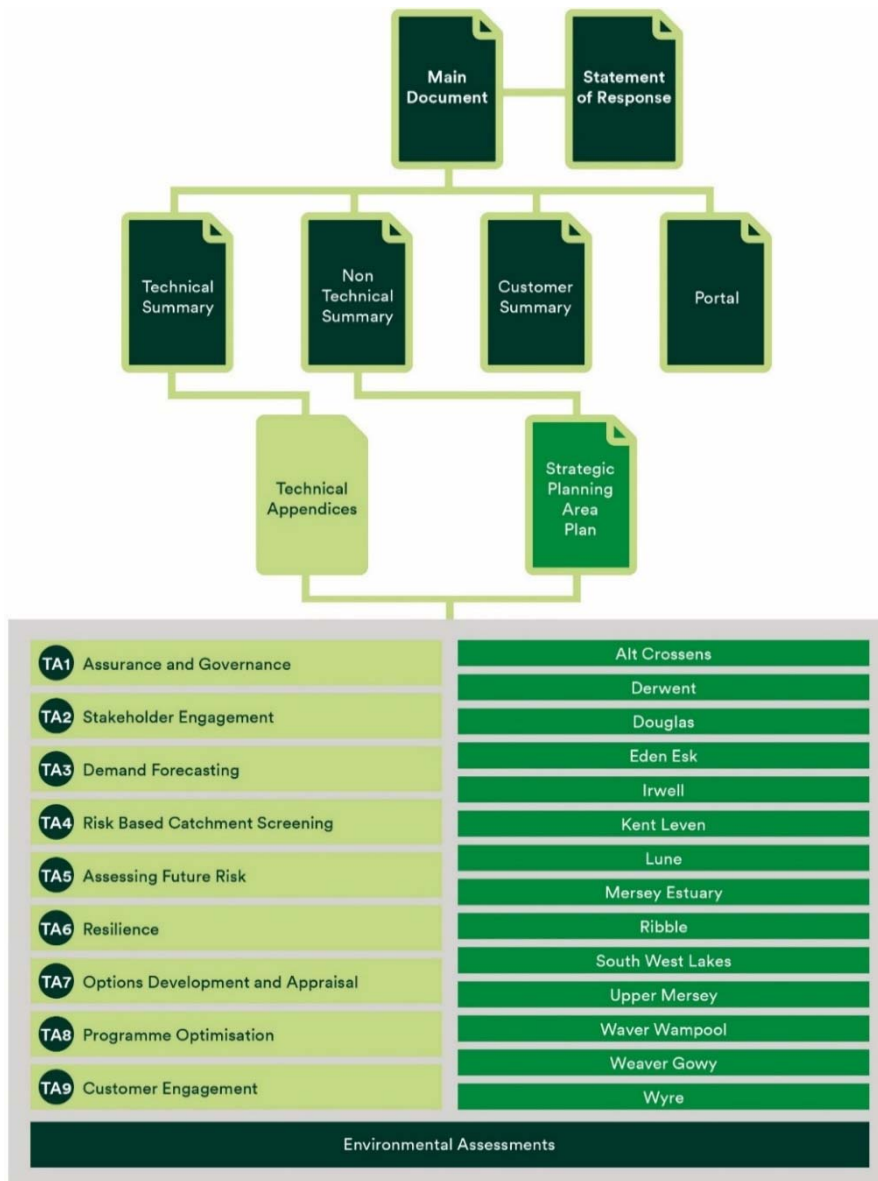 Main
Document
Statement
of Response
Technical
Summary
Non
Technical
Summary
Customer
Summary
Portal
Technical
Appendices
Strategic
Planning
Area
Plan
TA1 Assurance and Governance
TA2 Stakeholder Engagement
TA3 Demand Forecasting
TA4 Risk Based Catchment Screening
TA5 Assessing Future Risk
TA6 Resilience
TA7 Options Development and Appraisal
TA8 Programme Optimisation
TA9 Customer Engagement
Alt Crossens
Derwent
Douglas
Eden Esk
Irwell
Kent Leven
Lune
Mersey Estuary
Ribble
South West Lakes
Upper Mersey
Waver Wampool
Weaver Gowy
Wyre
Environmental Assessments